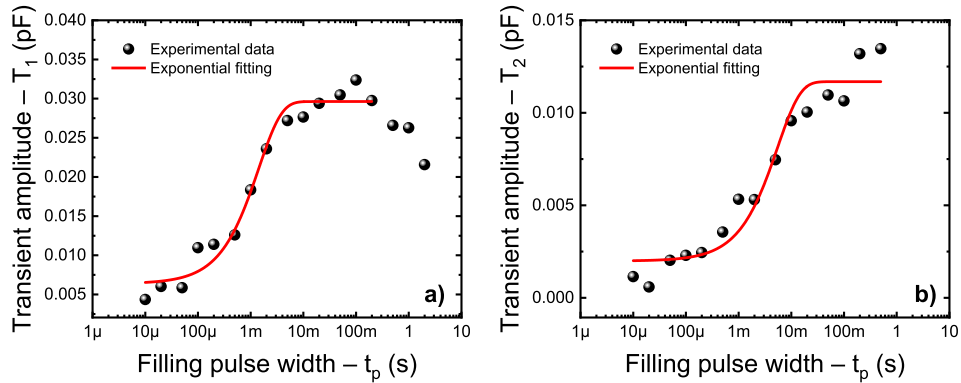 Transient amplitude – T₁ (pF)
0.040
0.035
0.030
0.025
0.020
0.015
0.010
0.005
Experimental data
Exponential fitting
a)
1µ 10µ 100µ 1m 10m 100m 1 10
Filling pulse width – tₚ (s)
Transient amplitude – T₂ (pF)
0.015
0.010
0.005
0.000
Experimental data
Exponential fitting
b)
1µ 10µ 100µ 1m 10m 100m 1 10
Filling pulse width – tₚ (s)